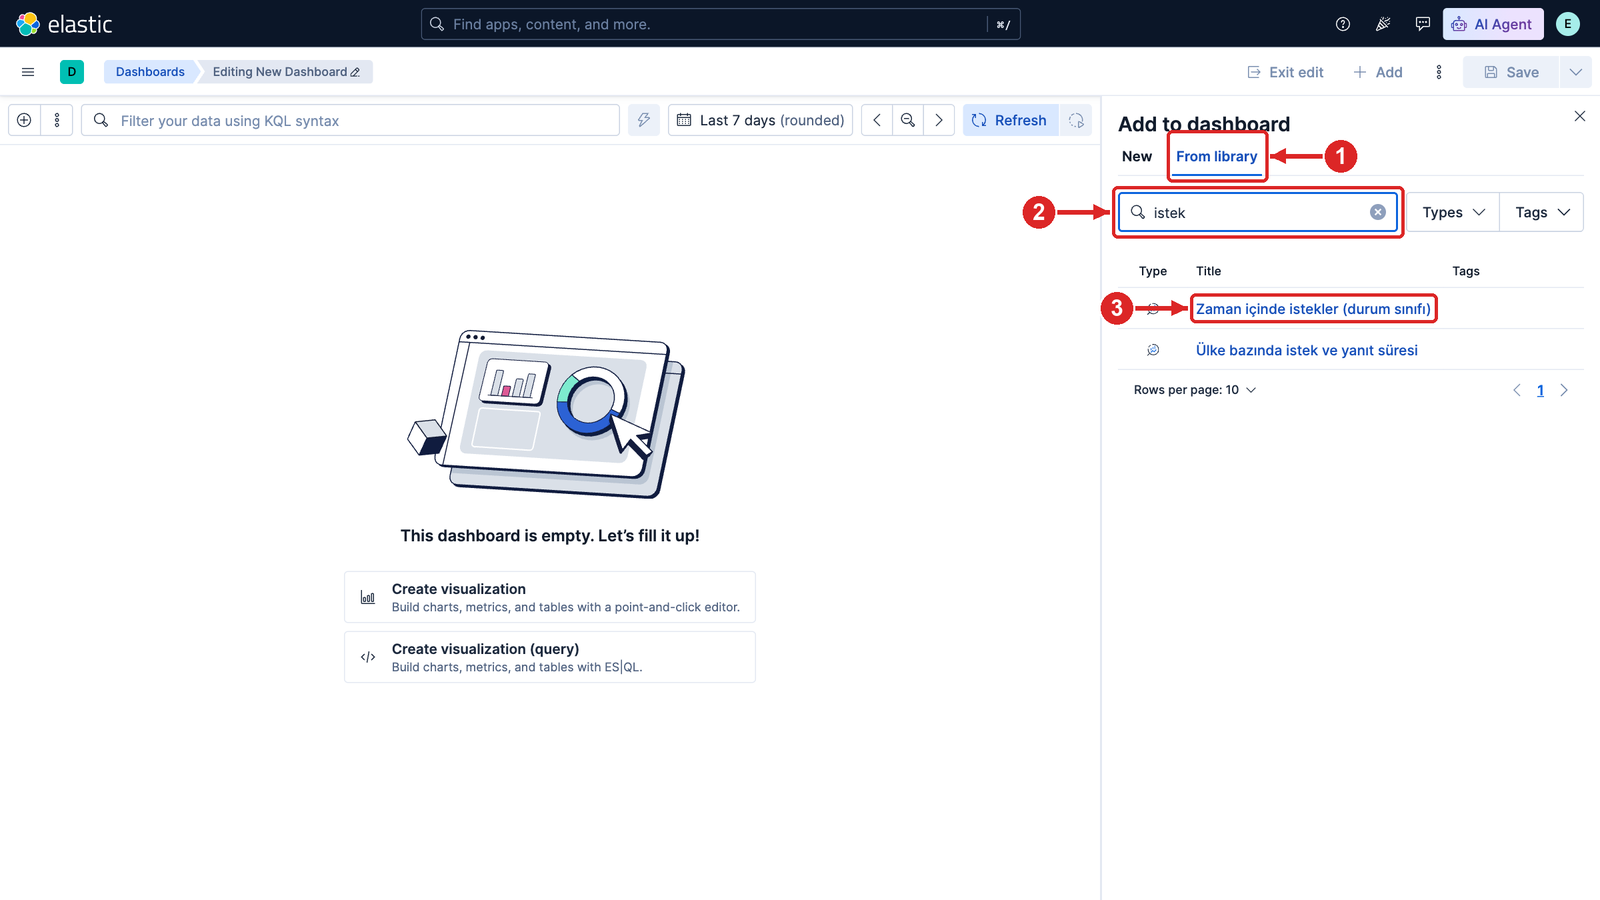 elastic
Find apps, content, and more.
⌘/
AI Agent
E
D
Dashboards
Editing New Dashboard
Exit edit
Add
Save
Filter your data using KQL syntax
Last 7 days (rounded)
Refresh
Add to dashboard
New
From library
1
2
istek
Types
Tags
Type
Title
Tags
3
Zaman içinde istekler (durum sınıfı)
Ülke bazında istek ve yanıt süresi
Rows per page: 10
1
This dashboard is empty. Let’s fill it up!
Create visualization
Build charts, metrics, and tables with a point-and-click editor.
Create visualization (query)
Build charts, metrics, and tables with ES|QL.